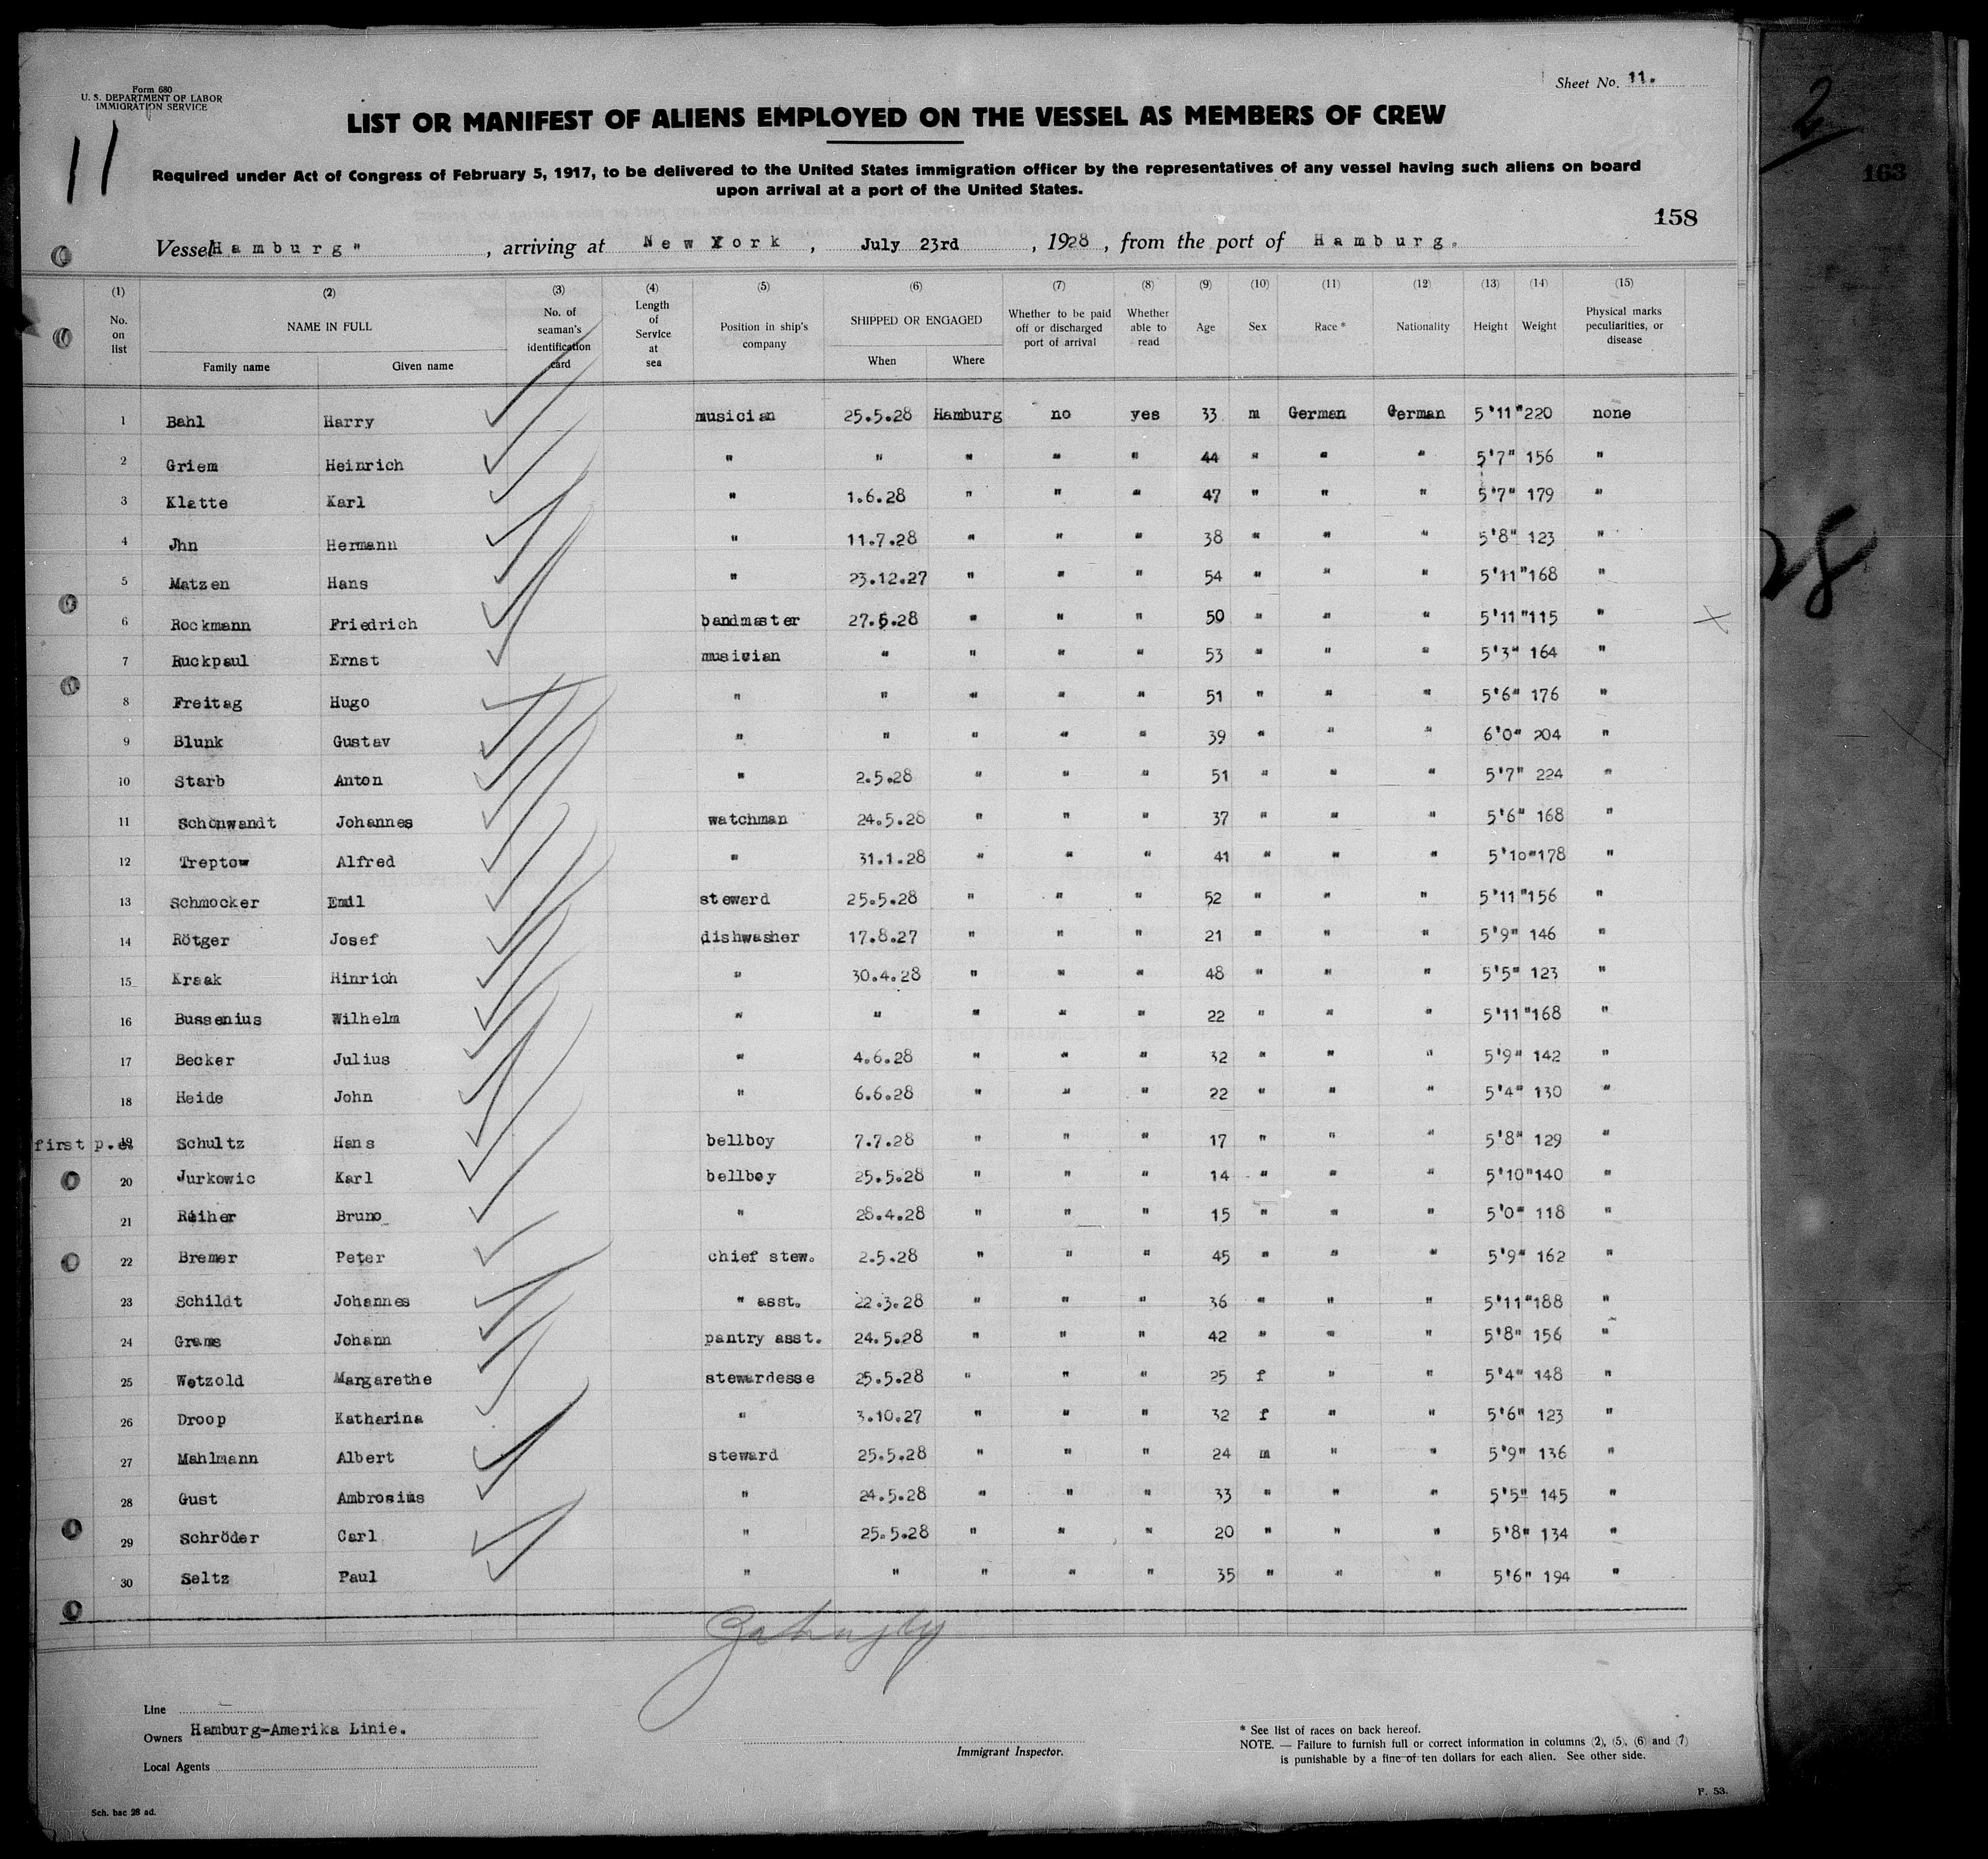 Form 680
U. S. DEPARTMENT OF LABOR
IMMIGRATION SERVICE
Sheet No. 11.
11
LIST OR MANIFEST OF ALIENS EMPLOYED ON THE VESSEL AS MEMBERS OF CREW
Required under Act of Congress of February 5, 1917, to be delivered to the United States immigration officer by the representatives of any vessel having such aliens on board
upon arrival at a port of the United States.
2
163
158
Vessel Hamburg" , arriving at New York , July 23rd , 1928 , from the port of Hamburg.
(1) (2) (3) (4) (5) (6) (7) (8) (9) (10) (11) (12) (13) (14) (15)
No. on list NAME IN FULL Family name Given name No. of seaman's identification card Length of Service at sea Position in ship's company SHIPPED OR ENGAGED When Where Whether to be paid off or discharged port of arrival Whether able to read Age Sex Race * Nationality Height Weight Physical marks peculiarities, or disease
1 Bahl Harry musician 25.5.28 Hamburg no yes 33 m German German 5'11" 220 none
2 Griem Heinrich " " " " " 44 " " " 5'7" 156 "
3 Klatte Karl " 1.6.28 " " " 47 " " " 5'7" 179 "
4 Jhn Hermann " 11.7.28 " " " 38 " " " 5'8" 123 "
5 Matzen Hans " 23.12.27 " " " 54 " " " 5'11" 168 "
6 Rockmann Friedrich bandmaster 27.5.28 " " " 50 " " " 5'11" 115 "
7 Ruckpaul Ernst musician " " " " 53 " " " 5'3" 164 "
8 Freitag Hugo " " " " " 51 " " " 5'6" 176 "
9 Blunk Gustav " " " " " 39 " " " 6'0" 204 "
10 Starb Anton " 2.5.28 " " " 51 " " " 5'7" 224 "
11 Schönwandt Johannes watchman 24.5.28 " " " 37 " " " 5'6" 168 "
12 Treptow Alfred " 31.1.28 " " " 41 " " " 5'10" 178 "
13 Schmocker Emil steward 25.5.28 " " " 52 " " " 5'11" 156 "
14 Rötger Josef dishwasher 17.8.27 " " " 21 " " " 5'9" 146 "
15 Kraak Hinrich " 30.4.28 " " " 48 " " " 5'5" 123 "
16 Bussenius Wilhelm " " " " " 22 " " " 5'11" 168 "
17 Becker Julius " 4.6.28 " " " 32 " " " 5'9" 142 "
18 Heide John " 6.6.28 " " " 22 " " " 5'4" 130 "
first p.e. 19 Schultz Hans bellboy 7.7.28 " " " 17 " " " 5'8" 129 "
20 Jurkowic Karl bellboy 25.5.28 " " " 14 " " " 5'10" 140 "
21 Reiher Bruno " 28.4.28 " " " 15 " " " 5'0" 118 "
22 Bremer Peter chief stew. 2.5.28 " " " 45 " " " 5'9" 162 "
23 Schildt Johannes " asst. 22.3.28 " " " 36 " " " 5'11" 188 "
24 Grams Johann pantry asst. 24.5.28 " " " 42 " " " 5'8" 156 "
25 Wetzold Margarethe stewardesse 25.5.28 " " " 25 f " " 5'4" 148 "
26 Droop Katharina " 3.10.27 " " " 32 f " " 5'6" 123 "
27 Mahlmann Albert steward 25.5.28 " " " 24 m " " 5'9" 136 "
28 Gust Ambrosius " 24.5.28 " " " 33 " " " 5'5" 145 "
29 Schröder Carl " 25.5.28 " " " 20 " " " 5'8" 134 "
30 Seltz Paul " " " " " 35 " " " 5'6" 194 "
28
Line
Owners Hamburg-Amerika Linie.
Local Agents
Immigrant Inspector.
* See list of races on back hereof.
NOTE. — Failure to furnish full or correct information in columns (2), (5), (6) and (7)
is punishable by a fine of ten dollars for each alien. See other side.
Sch. bac 28 ad.
F. 53.